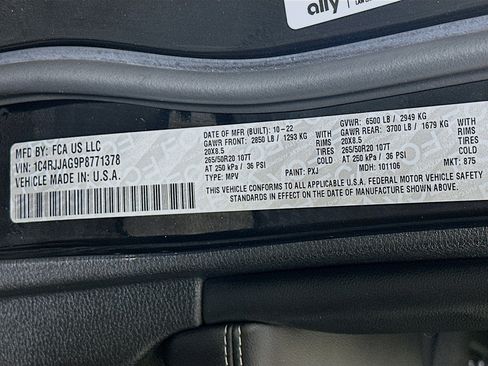 ally
MFD BY: FCA US LLC
VIN: 1C4RJJAG9P8771378
VEHICLE MADE IN: U.S.A.
DATE OF MFR (BUILT): 10-22
GAWR FRONT: 2850 LB / 1293 KG
RIMS
20X8.5
TIRES
265/50R20 107T
AT 250 kPa / 36 PSI
TYPE: MPV
PAINT: PXJ
GVWR: 6500 LB / 2949 KG
GAWR REAR: 3700 LB / 1679 KG
RIMS
20X8.5
TIRES
265/50R20 107T
AT 250 kPa / 36 PSI
MDH: 101106
MKT: 875
THIS VEHICLE CONFORMS TO ALL APPLICABLE U.S.A. FEDERAL MOTOR VEHICLE SAFETY
STANDARDS IN EFFECT ON THE DATE OF MANUFACTURE SHOWN ABOVE.